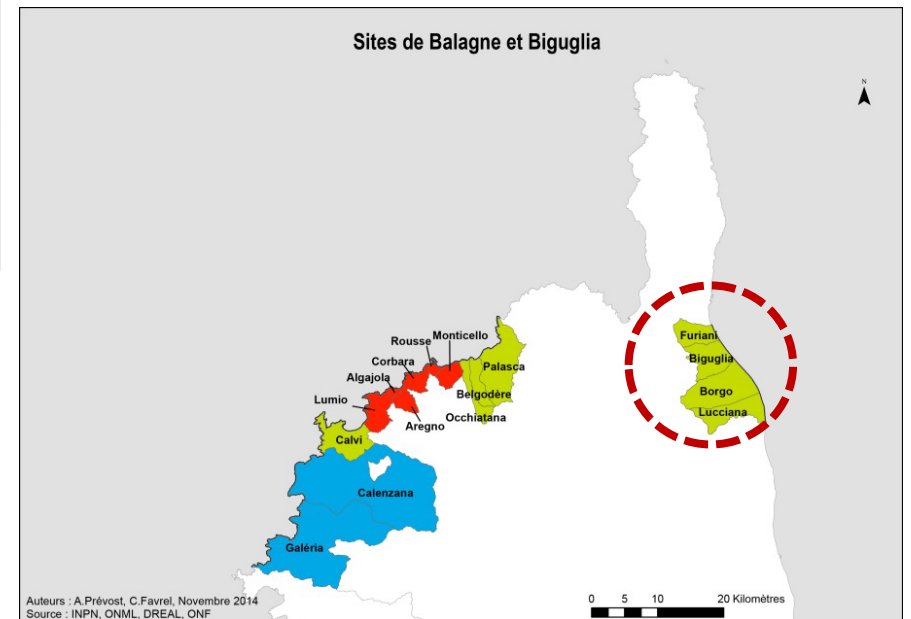 Sites de Balagne et Biguglia
N
Furiani
Rousse Monticello
Biguglia
Corbara
Palasca
Algajola
Borgo
Belgodère
Lumio
Lucciana
Occhiatana
Aregno
Calvi
Calenzana
Galéria
Auteurs : A.Prévost, C.Favrel, Novembre 2014
Source : INPN, ONML, DREAL, ONF
0 5 10 20 Kilomètres